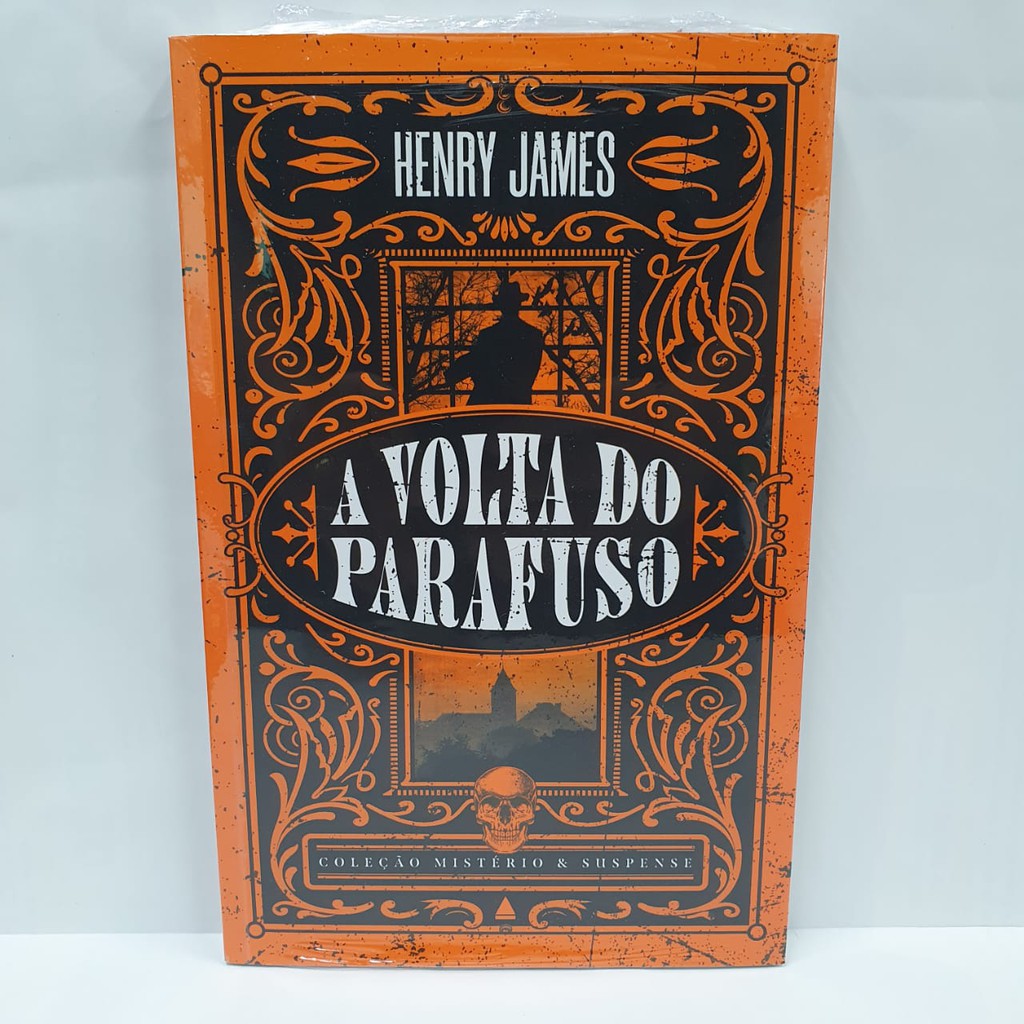 HENRY JAMES
A VOLTA DO
PARAFUSO
COLEÇÃO MISTÉRIO & SUSPENSE